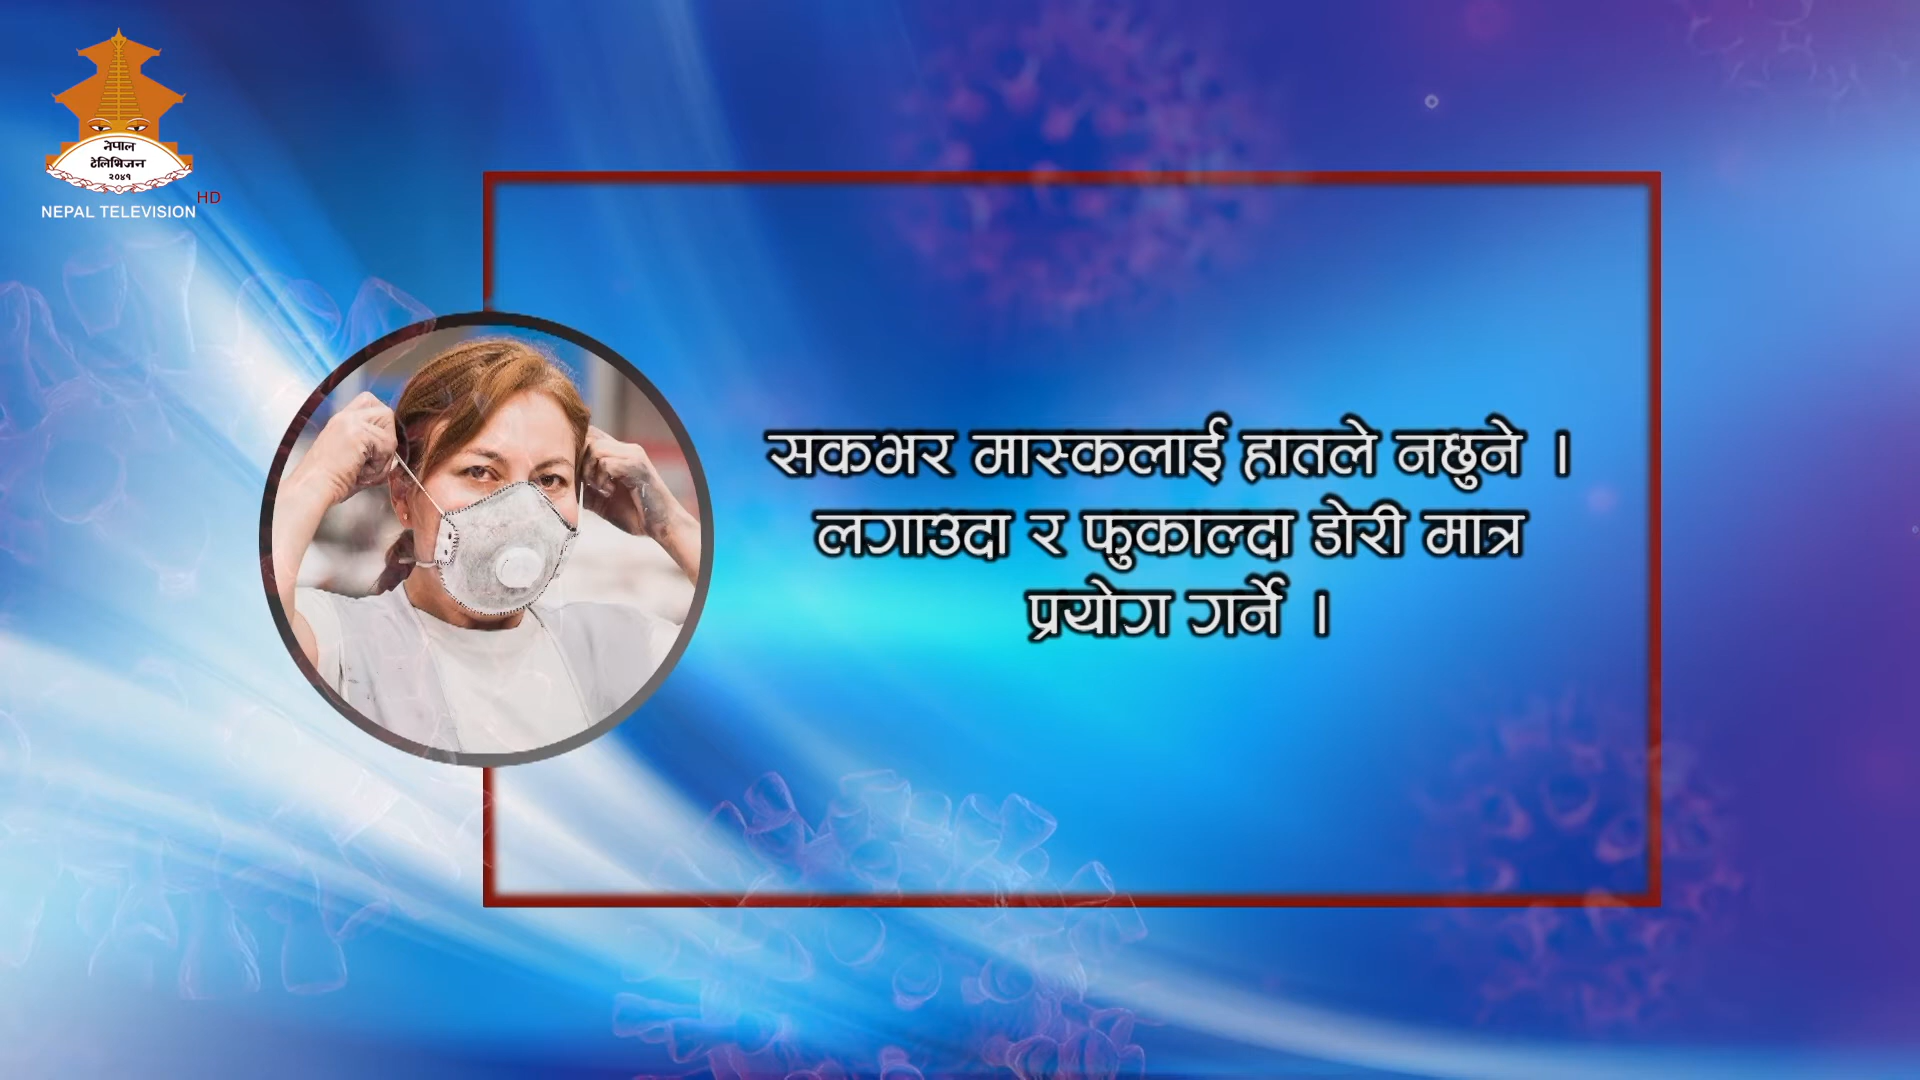 नेपाल
टेलिभिजन
२०४१
HD
NEPAL TELEVISION
सकभर मास्कलाई हातले नछुने ।
लगाउदा र फुकाल्दा डोरी मात्र
प्रयोग गर्ने ।